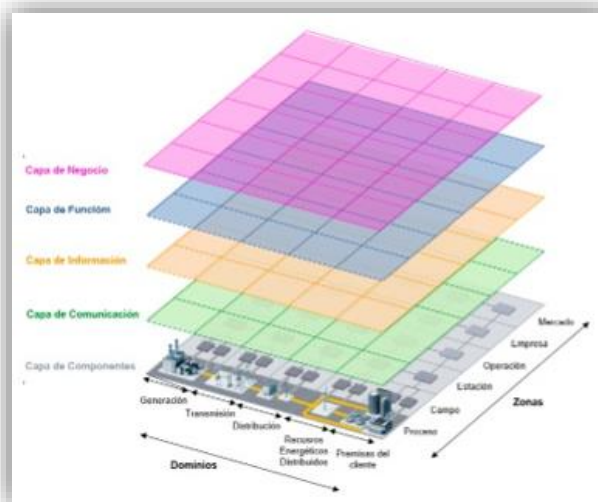 Capa de Negocio
Capa de Función
Capa de Información
Capa de Comunicación
Capa de Componentes
Mercado
Empresa
Operación
Estación
Campo
Proceso
Zonas
Generación
Transmisión
Distribución
Recusros
Energéticos
Distribuidos
Premisas del
cliente
Dominios